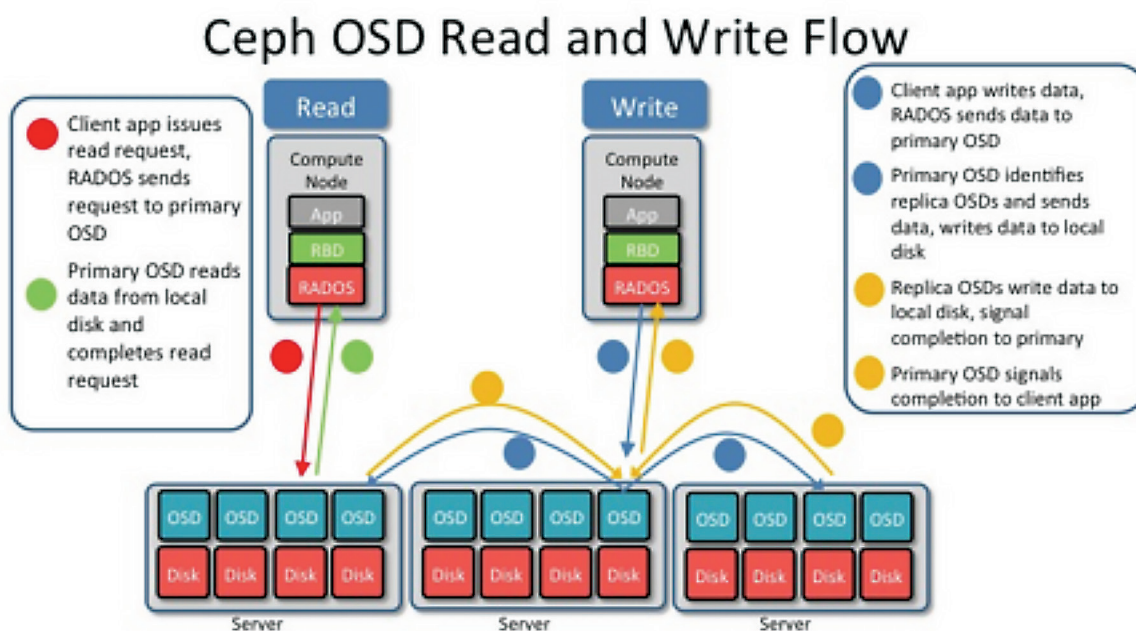 Ceph OSD Read and Write Flow
Client app issues
read request,
RADOS sends
request to primary
OSD
Primary OSD reads
data from local
disk and
completes read
request
Read
Compute
Node
App
RBD
RADOS
Write
Compute
Node
App
RBD
RADOS
Client app writes data,
RADOS sends data to
primary OSD
Primary OSD identifies
replica OSDs and sends
data, writes data to local
disk
Replica OSDs write data to
local disk, signal
completion to primary
Primary OSD signals
completion to client app
OSD OSD OSD OSD
Disk Disk Disk Disk
Server
OSD OSD OSD OSD
Disk Disk Disk Disk
Server
OSD OSD OSD OSD
Disk Disk Disk Disk
Server